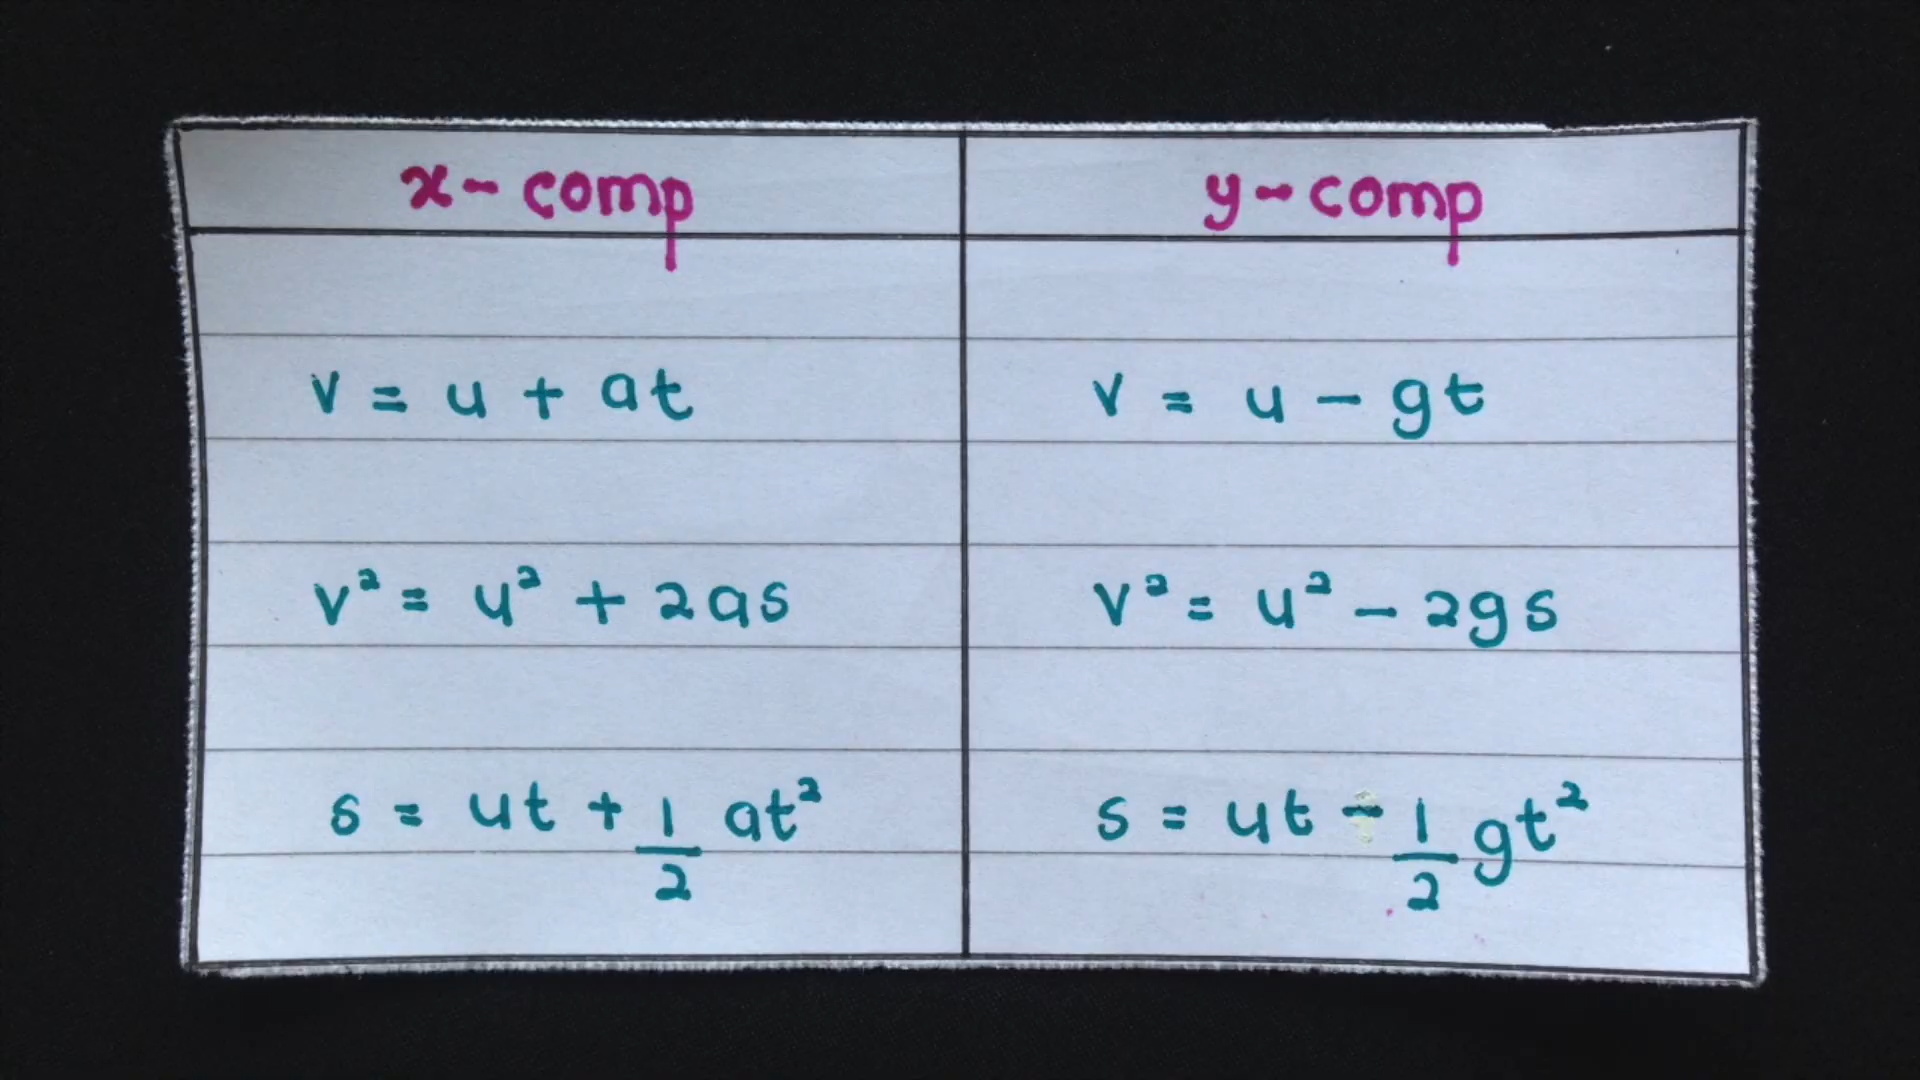 x - comp y - comp
v = u + at v = u - gt
v² = u² + 2as v² = u² - 2gs
s = ut + 1/2 at² s = ut - 1/2 gt²